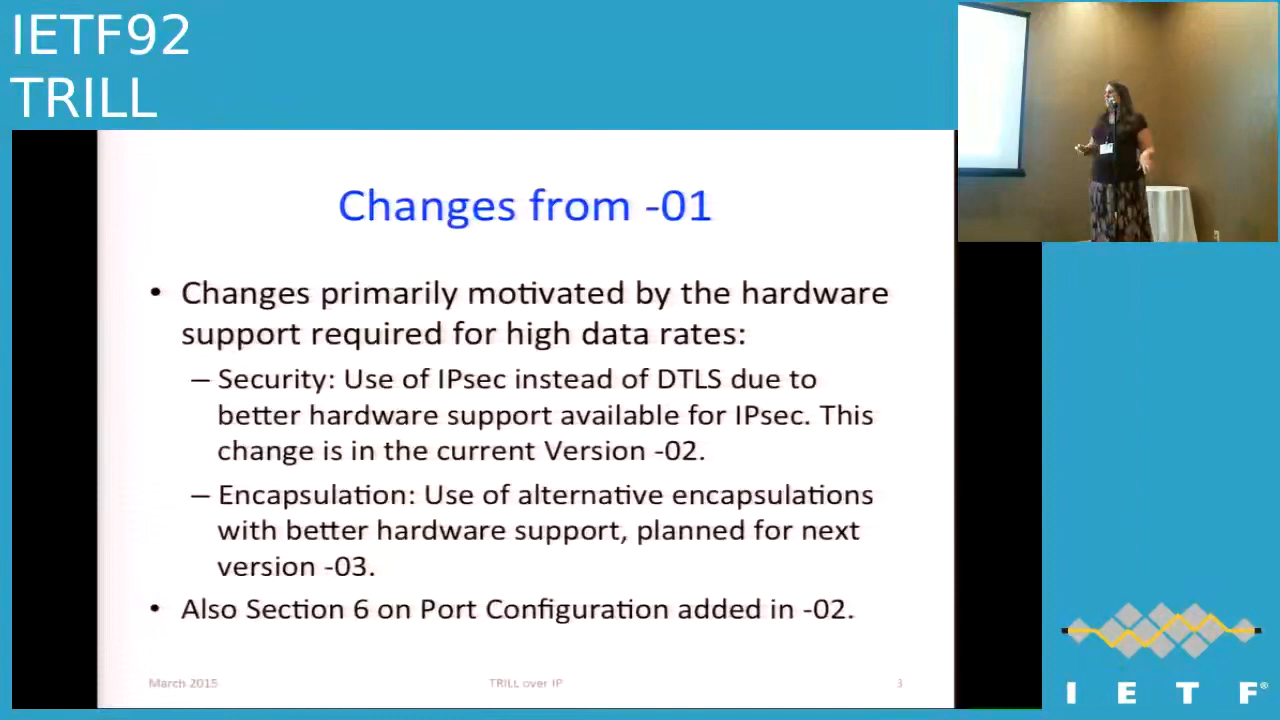 IETF92
TRILL
Changes from -01
• Changes primarily motivated by the hardware
support required for high data rates:
– Security: Use of IPsec instead of DTLS due to
better hardware support available for IPsec. This
change is in the current Version -02.
– Encapsulation: Use of alternative encapsulations
with better hardware support, planned for next
version -03.
• Also Section 6 on Port Configuration added in -02.
March 2015
TRILL over IP
3
I E T F®